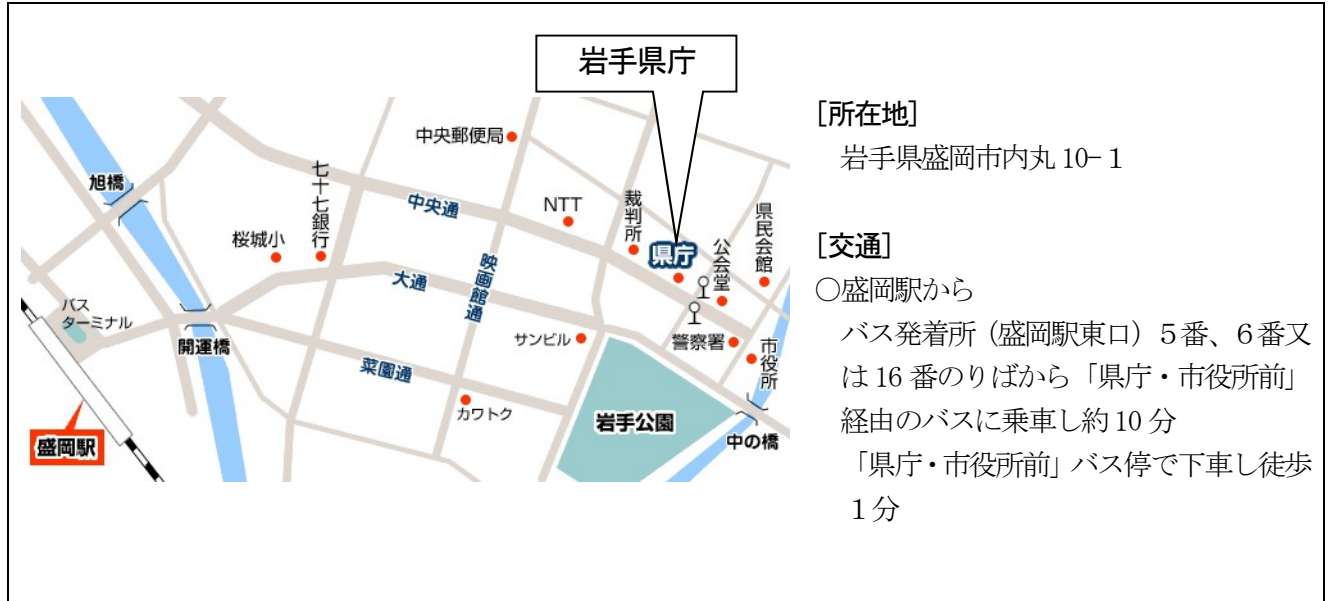 岩手県庁
中央郵便局
七十七銀行
旭橋
中央通
NTT
裁判所
県民会館
桜城小
県庁
公会堂
映画館通
大通
バス
ターミナル
開運橋
サンビル
警察署
市役所
菜園通
カワトク
岩手公園
中の橋
盛岡駅
[所在地]
岩手県盛岡市内丸10-1
[交通]
○盛岡駅から
バス発着所（盛岡駅東口）５番、６番又
は16番のりばから「県庁・市役所前」
経由のバスに乗車し約10分
「県庁・市役所前」バス停で下車し徒歩
１分